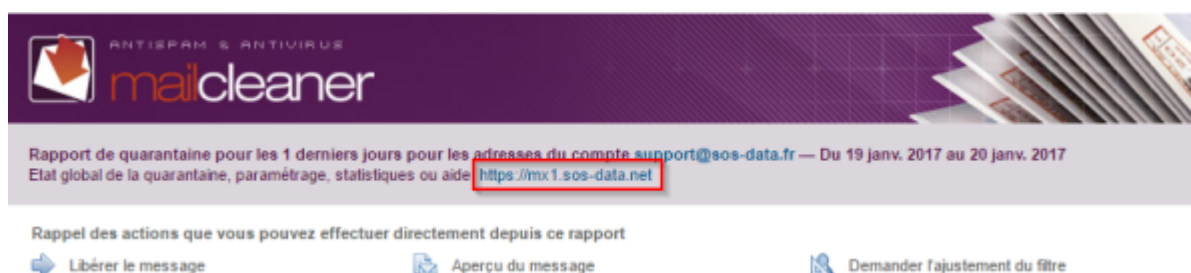 ANTISPAM & ANTIVIRUS
mailcleaner
Rapport de quarantaine pour les 1 derniers jours pour les adresses du compte support@sos-data.fr — Du 19 janv. 2017 au 20 janv. 2017
Etat global de la quarantaine, paramétrage, statistiques ou aide https://mx1.sos-data.net
Rappel des actions que vous pouvez effectuer directement depuis ce rapport
Libérer le message
Aperçu du message
Demander l'ajustement du filtre